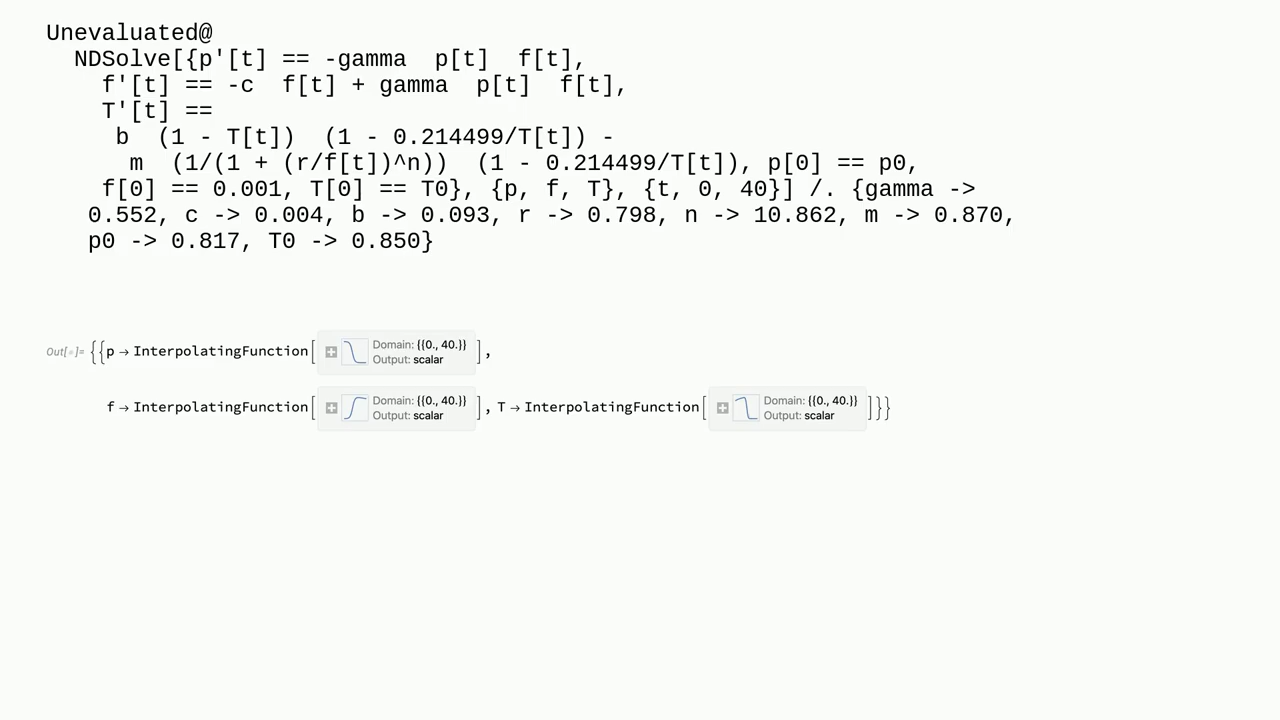 Unevaluated@
NDSolve[{p'[t] == -gamma  p[t]  f[t],
f'[t] == -c  f[t] + gamma  p[t]  f[t],
T'[t] ==
b  (1 - T[t])  (1 - 0.214499/T[t]) -
m  (1/(1 + (r/f[t])^n))  (1 - 0.214499/T[t]), p[0] == p0,
f[0] == 0.001, T[0] == T0}, {p, f, T}, {t, 0, 40}] /. {gamma ->
0.552, c -> 0.004, b -> 0.093, r -> 0.798, n -> 10.862, m -> 0.870,
p0 -> 0.817, T0 -> 0.850}
Out[•]= {{p → InterpolatingFunction[ Domain: {{0., 40.}} Output: scalar ],
f → InterpolatingFunction[ Domain: {{0., 40.}} Output: scalar ], T → InterpolatingFunction[ Domain: {{0., 40.}} Output: scalar ]}}